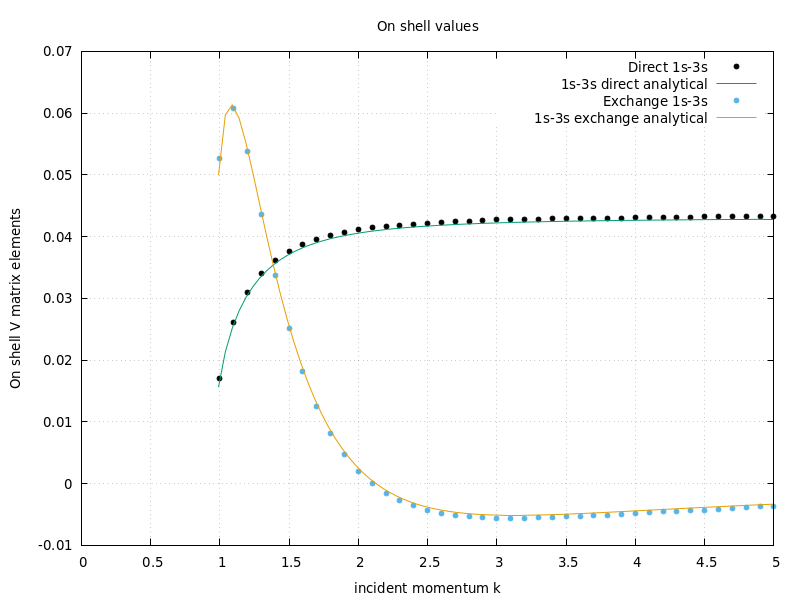 On shell values
0.07
0.06
0.05
0.04
0.03
0.02
0.01
0
-0.01
On shell V matrix elements
Direct 1s-3s
1s-3s direct analytical
Exchange 1s-3s
1s-3s exchange analytical
0 0.5 1 1.5 2 2.5 3 3.5 4 4.5 5
incident momentum k